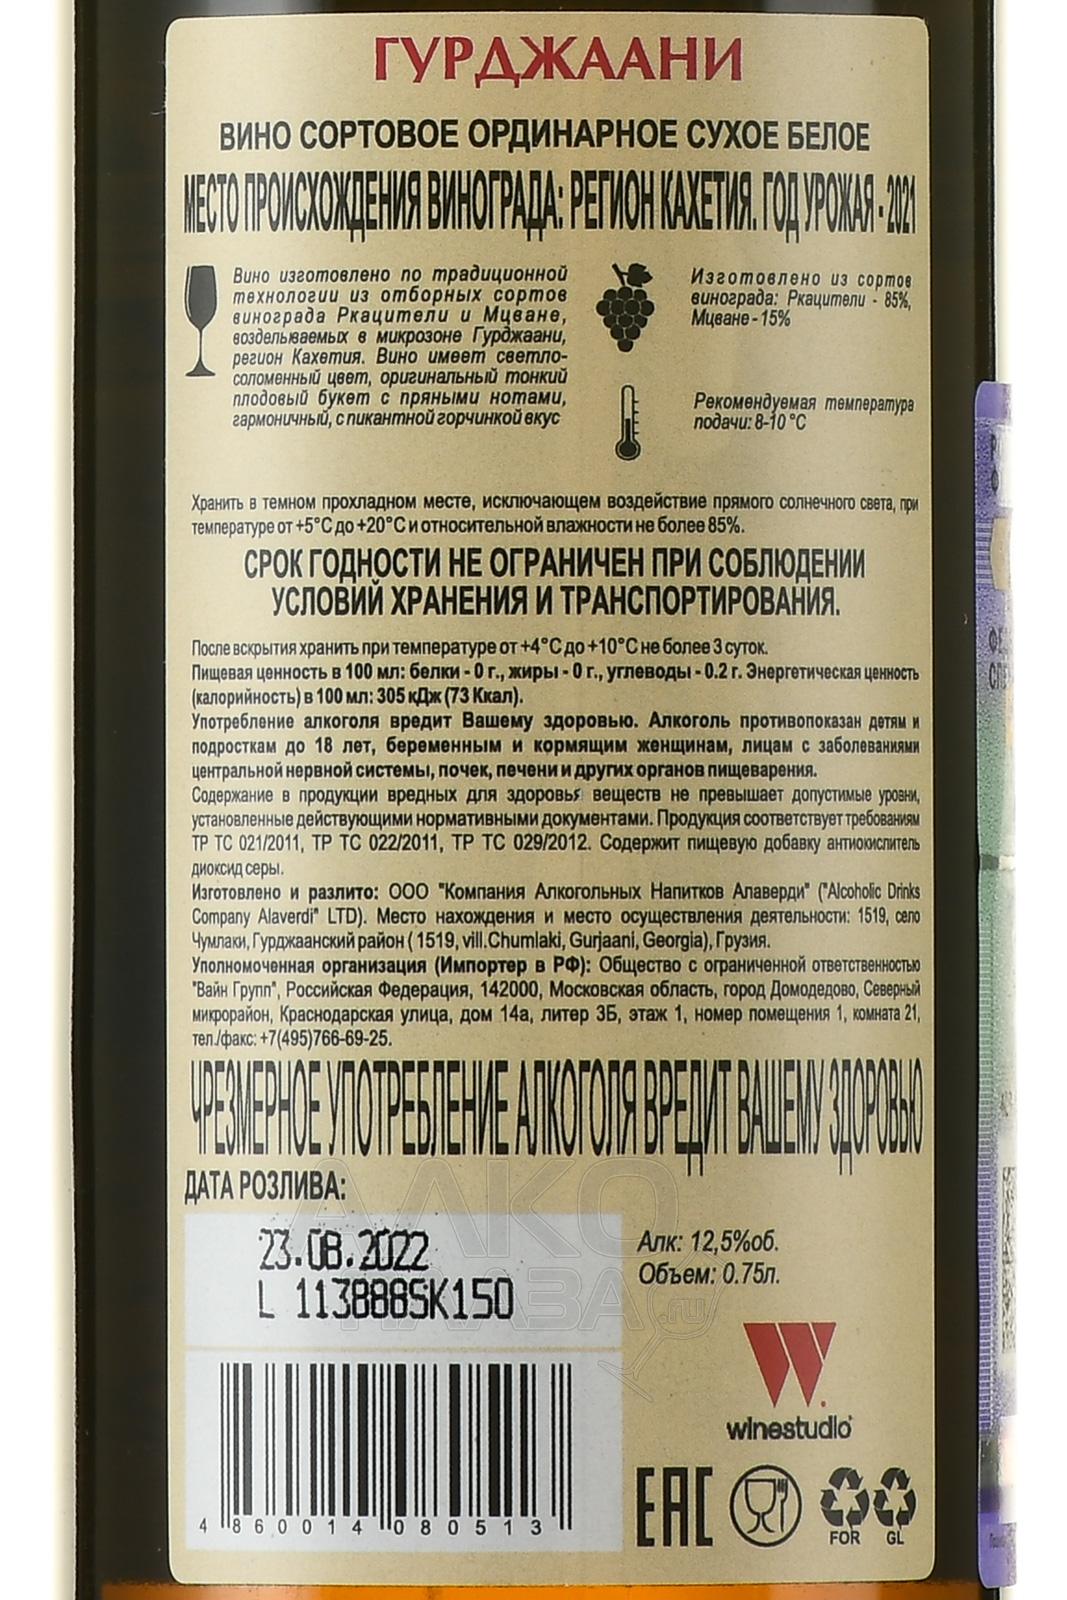 ГУРДЖААНИ
ВИНО СОРТОВОЕ ОРДИНАРНОЕ СУХОЕ БЕЛОЕ
МЕСТО ПРОИСХОЖДЕНИЯ ВИНОГРАДА: РЕГИОН КАХЕТИЯ. ГОД УРОЖАЯ - 2021
Вино изготовлено по традиционной
технологии из отборных сортов
винограда Ркацители и Мцване,
возделываемых в микрозоне Гурджаани,
регион Кахетия. Вино имеет светло-
соломенный цвет, оригинальный тонкий
плодовый букет с пряными нотами,
гармоничный, с пикантной горчинкой вкус
Изготовлено из сортов
винограда: Ркацители - 85%,
Мцване - 15%
Рекомендуемая температура
подачи: 8-10 °С
Хранить в темном прохладном месте, исключающем воздействие прямого солнечного света, при
температуре от +5°С до +20°С и относительной влажности не более 85%.
СРОК ГОДНОСТИ НЕ ОГРАНИЧЕН ПРИ СОБЛЮДЕНИИ
УСЛОВИЙ ХРАНЕНИЯ И ТРАНСПОРТИРОВАНИЯ.
После вскрытия хранить при температуре от +4°С до +10°С не более 3 суток.
Пищевая ценность в 100 мл: белки - 0 г., жиры - 0 г., углеводы - 0.2 г. Энергетическая ценность
(калорийность) в 100 мл: 305 кДж (73 Ккал).
Употребление алкоголя вредит Вашему здоровью. Алкоголь противопоказан детям и
подросткам до 18 лет, беременным и кормящим женщинам, лицам с заболеваниями
центральной нервной системы, почек, печени и других органов пищеварения.
Содержание в продукции вредных для здоровья веществ не превышает допустимые уровни,
установленные действующими нормативными документами. Продукция соответствует требованиям
ТР ТС 021/2011, ТР ТС 022/2011, ТР ТС 029/2012. Содержит пищевую добавку антиокислитель
диоксид серы.
Изготовлено и разлито: ООО "Компания Алкогольных Напитков Алаверди" ("Alcoholic Drinks
Company Alaverdi" LTD). Место нахождения и место осуществления деятельности: 1519, село
Чумлаки, Гурджаанский район ( 1519, vill.Chumlaki, Gurjaani, Georgia), Грузия.
Уполномоченная организация (Импортер в РФ): Общество с ограниченной ответственностью
"Вайн Групп", Российская Федерация, 142000, Московская область, город Домодедово, Северный
микрорайон, Краснодарская улица, дом 14а, литер 3Б, этаж 1, номер помещения 1, комната 21,
тел./факс: +7(495)766-69-25.
ЧРЕЗМЕРНОЕ УПОТРЕБЛЕНИЕ АЛКОГОЛЯ ВРЕДИТ ВАШЕМУ ЗДОРОВЬЮ
ДАТА РОЗЛИВА:
23.08.2022
L 113888SK150
Алк: 12,5%об.
Объем: 0.75л.
АЛКО
ПЛАЗА.ru
W.
winestudio
4 860014 080513
EAC
FOR
GL